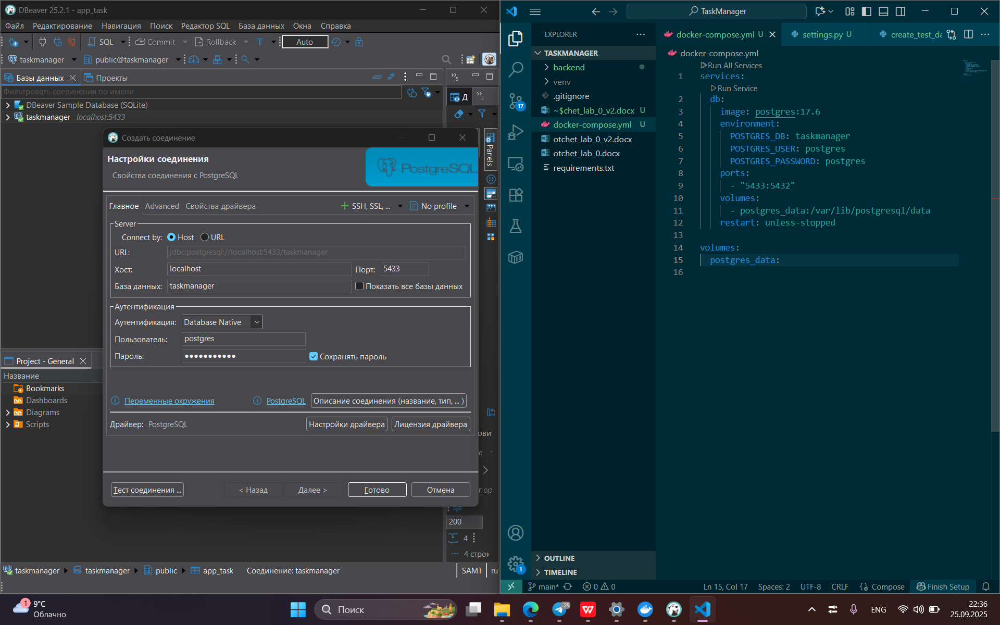 DBeaver 25.2.1 - app_task
Файл Редактирование Навигация Поиск Редактор SQL База данных Окна Справка
SQL Commit Rollback T Auto
taskmanager public@taskmanager
Базы данных Проекты
Фильтровать соединения по имени
DBeaver Sample Database (SQLite)
taskmanager localhost:5433
»5
Д »2
Panels
Создать соединение
Настройки соединения
Свойства соединения с PostgreSQL
PostgreSQL
Главное Advanced Свойства драйвера SSH, SSL, ... No profile
Server
Connect by: Host URL
URL: jdbc:postgresql://localhost:5433/taskmanager
Хост: localhost Порт: 5433
База данных: taskmanager Показать все базы данных
Аутентификация
Аутентификация: Database Native
Пользователь: postgres
Пароль: ••••••••••• Сохранять пароль
Переменные окружения PostgreSQL Описание соединения (название, тип, ... )
Драйвер: PostgreSQL Настройки драйвера Лицензия драйвера
Тест соединения ... < Назад Далее > Готово Отмена
Project - General
Название
Bookmarks
Dashboards
Diagrams
Scripts
200
4
4 строк
taskmanager taskmanager public app_task Соединение: taskmanager SAMT ru
TaskManager
EXPLORER
TASKMANAGER
backend
venv
.gitignore
~$chet_lab_0_v2.docx U
docker-compose.yml U
otchet_lab_0_v2.docx
otchet_lab_0.docx
requirements.txt
17
1
OUTLINE
TIMELINE
docker-compose.yml U settings.py U create_test_da
docker-compose.yml
Run All Services
1 services:
Run Service
2 db:
3 image: postgres:17.6
4 environment:
5 POSTGRES_DB: taskmanager
6 POSTGRES_USER: postgres
7 POSTGRES_PASSWORD: postgres
8 ports:
9 - "5433:5432"
10 volumes:
11 - postgres_data:/var/lib/postgresql/data
12 restart: unless-stopped
13
14 volumes:
15 postgres_data:
16
main* 0 0 Ln 15, Col 17 Spaces: 2 UTF-8 CRLF Compose Finish Setup
1 9°C
Облачно
Поиск
29
ENG
22:36
25.09.2025